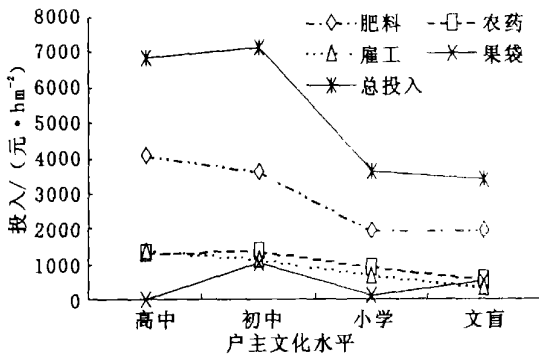 肥料 农药
雇工 果袋
总投入
投入/(元·hm⁻²)
8000
7000
6000
5000
4000
3000
2000
1000
0
高中 初中 小学 文盲
户主文化水平